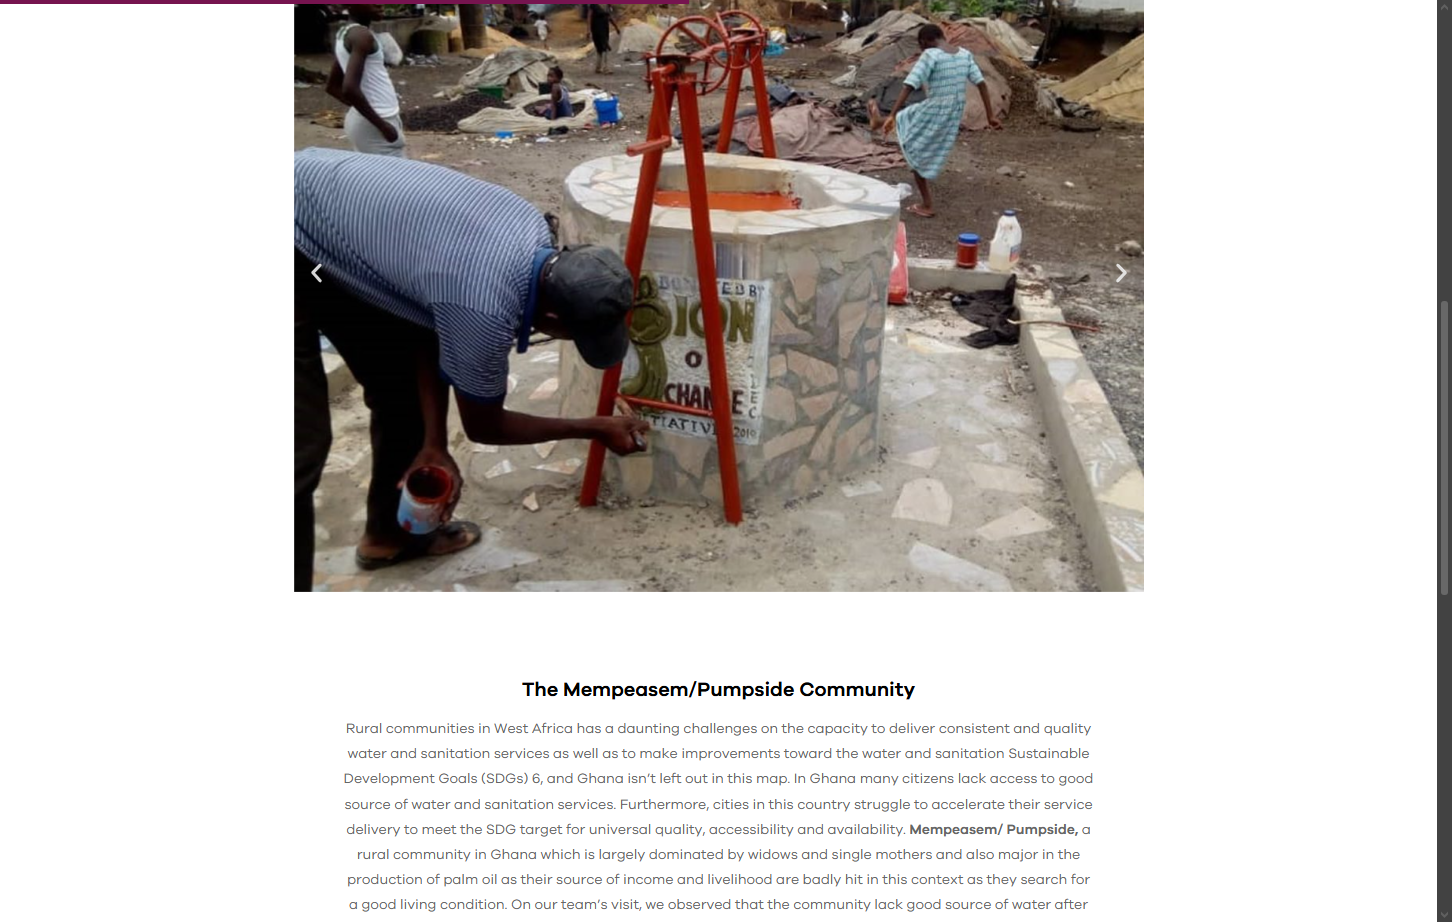 DONATED BY
ION
O
CHAN E
TIATIV 2019
The Mempeasem/Pumpside Community
Rural communities in West Africa has a daunting challenges on the capacity to deliver consistent and quality
water and sanitation services as well as to make improvements toward the water and sanitation Sustainable
Development Goals (SDGs) 6, and Ghana isn’t left out in this map. In Ghana many citizens lack access to good
source of water and sanitation services. Furthermore, cities in this country struggle to accelerate their service
delivery to meet the SDG target for universal quality, accessibility and availability. Mempeasem/ Pumpside, a
rural community in Ghana which is largely dominated by widows and single mothers and also major in the
production of palm oil as their source of income and livelihood are badly hit in this context as they search for
a good living condition. On our team’s visit, we observed that the community lack good source of water after